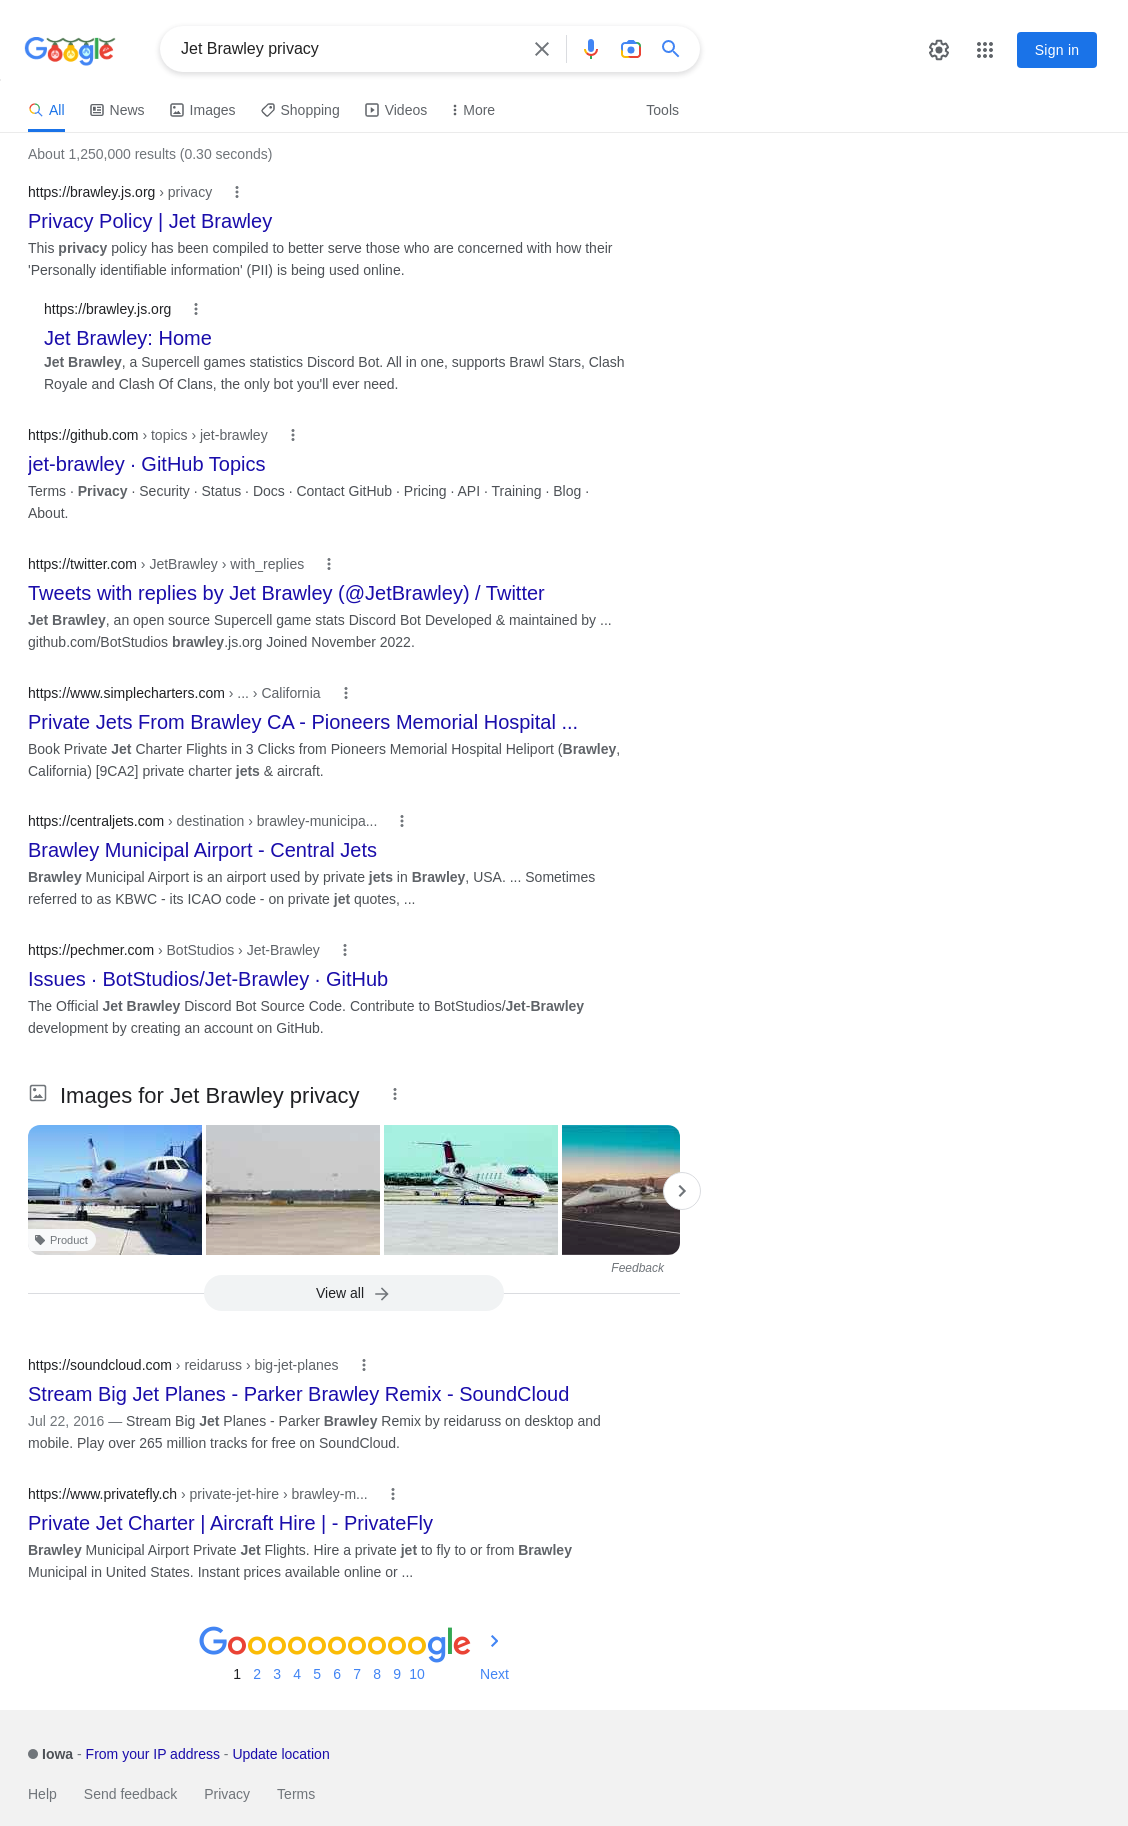 Google
Jet Brawley privacy
Sign in
All
News
Images
Shopping
Videos
More
Tools
About 1,250,000 results (0.30 seconds)
https://brawley.js.org › privacy
Privacy Policy | Jet Brawley
This privacy policy has been compiled to better serve those who are concerned with how their
'Personally identifiable information' (PII) is being used online.
https://brawley.js.org
Jet Brawley: Home
Jet Brawley, a Supercell games statistics Discord Bot. All in one, supports Brawl Stars, Clash
Royale and Clash Of Clans, the only bot you'll ever need.
https://github.com › topics › jet-brawley
jet-brawley · GitHub Topics
Terms · Privacy · Security · Status · Docs · Contact GitHub · Pricing · API · Training · Blog ·
About.
https://twitter.com › JetBrawley › with_replies
Tweets with replies by Jet Brawley (@JetBrawley) / Twitter
Jet Brawley, an open source Supercell game stats Discord Bot Developed & maintained by ...
github.com/BotStudios brawley.js.org Joined November 2022.
https://www.simplecharters.com › ... › California
Private Jets From Brawley CA - Pioneers Memorial Hospital ...
Book Private Jet Charter Flights in 3 Clicks from Pioneers Memorial Hospital Heliport (Brawley,
California) [9CA2] private charter jets & aircraft.
https://centraljets.com › destination › brawley-municipa...
Brawley Municipal Airport - Central Jets
Brawley Municipal Airport is an airport used by private jets in Brawley, USA. ... Sometimes
referred to as KBWC - its ICAO code - on private jet quotes, ...
https://pechmer.com › BotStudios › Jet-Brawley
Issues · BotStudios/Jet-Brawley · GitHub
The Official Jet Brawley Discord Bot Source Code. Contribute to BotStudios/Jet-Brawley
development by creating an account on GitHub.
Images for Jet Brawley privacy
Product
Feedback
View all
https://soundcloud.com › reidaruss › big-jet-planes
Stream Big Jet Planes - Parker Brawley Remix - SoundCloud
Jul 22, 2016 — Stream Big Jet Planes - Parker Brawley Remix by reidaruss on desktop and
mobile. Play over 265 million tracks for free on SoundCloud.
https://www.privatefly.ch › private-jet-hire › brawley-m...
Private Jet Charter | Aircraft Hire | - PrivateFly
Brawley Municipal Airport Private Jet Flights. Hire a private jet to fly to or from Brawley
Municipal in United States. Instant prices available online or ...
Goooooooooogle
1 2 3 4 5 6 7 8 9 10 Next
Iowa - From your IP address - Update location
Help Send feedback Privacy Terms